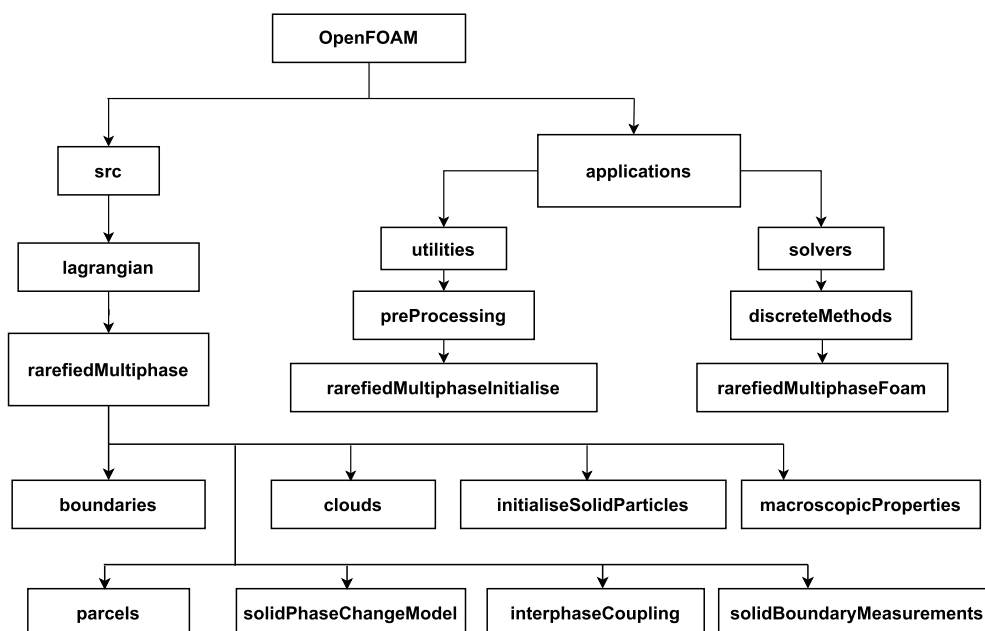 OpenFOAM
src
applications
lagrangian
utilities
solvers
rarefiedMultiphase
preProcessing
discreteMethods
rarefiedMultiphaseInitialise
rarefiedMultiphaseFoam
boundaries
clouds
initialiseSolidParticles
macroscopicProperties
parcels
solidPhaseChangeModel
interphaseCoupling
solidBoundaryMeasurements